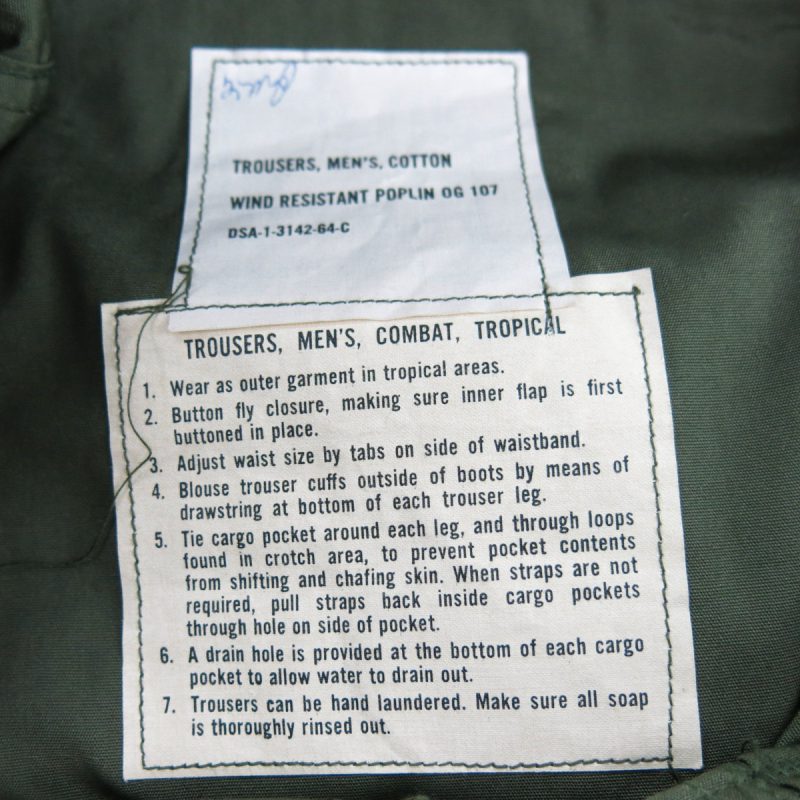 TROUSERS, MEN'S, COTTON
WIND RESISTANT POPLIN OG 107
DSA-1-3142-64-C
TROUSERS, MEN'S, COMBAT, TROPICAL
1. Wear as outer garment in tropical areas.
2. Button fly closure, making sure inner flap is first
buttoned in place.
3. Adjust waist size by tabs on side of waistband.
4. Blouse trouser cuffs outside of boots by means of
drawstring at bottom of each trouser leg.
5. Tie cargo pocket around each leg, and through loops
found in crotch area, to prevent pocket contents
from shifting and chafing skin. When straps are not
required, pull straps back inside cargo pockets
through hole on side of pocket.
6. A drain hole is provided at the bottom of each cargo
pocket to allow water to drain out.
7. Trousers can be hand laundered. Make sure all soap
is thoroughly rinsed out.